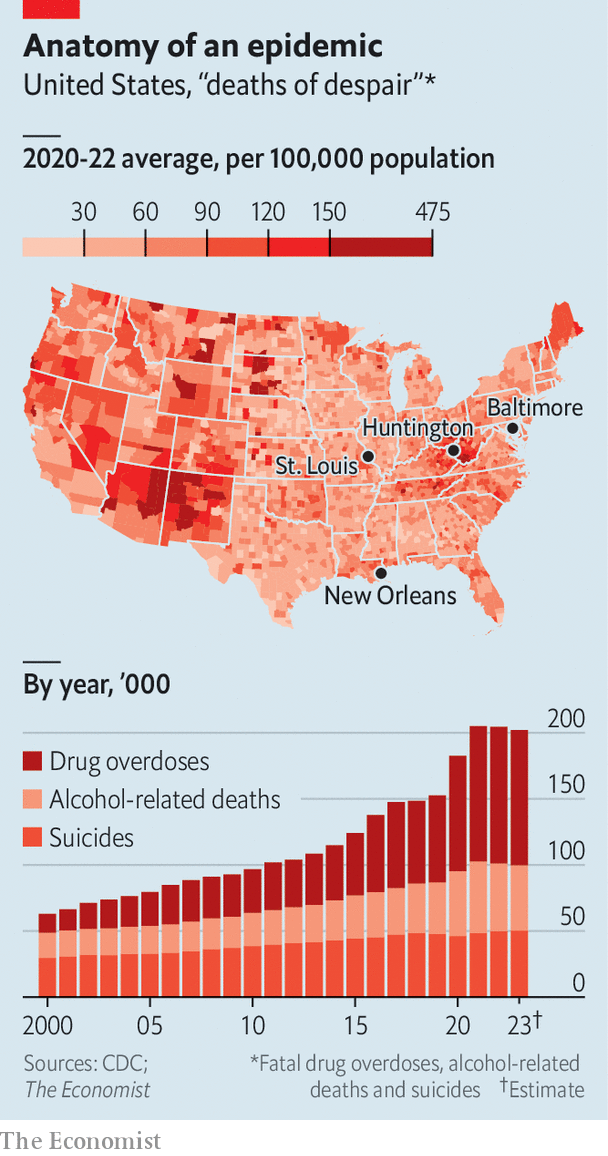 Anatomy of an epidemic
United States, “deaths of despair”*
2020-22 average, per 100,000 population
30 60 90 120 150 475
Baltimore
Huntington
St. Louis
New Orleans
By year, ’000
200
Drug overdoses
150
Alcohol-related deaths
Suicides
100
50
0
2000 05 10 15 20 23†
Sources: CDC; *Fatal drug overdoses, alcohol-related
The Economist deaths and suicides †Estimate
The Economist